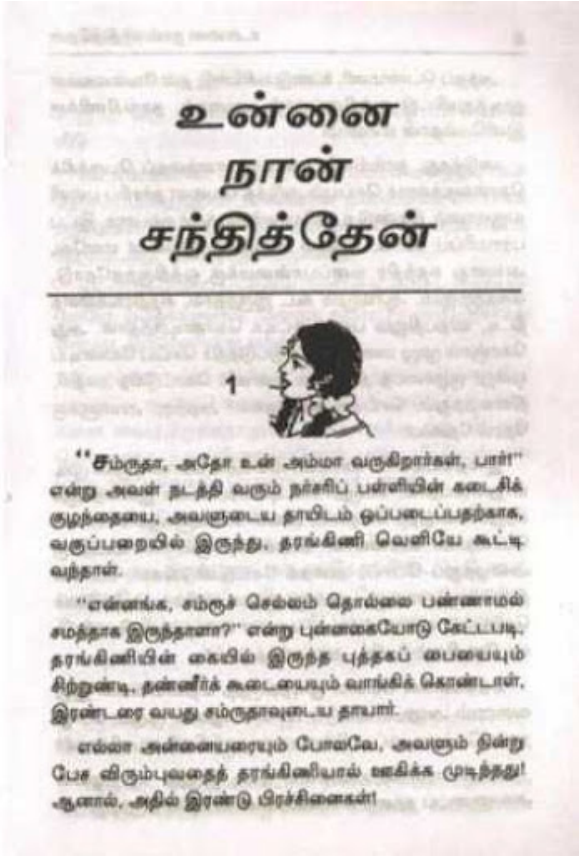 உன்னை
நான்
சந்தித்தேன்
1
"சம்ருதா, அதோ உன் அம்மா வருகிறார்கள், பார்!"
என்று அவள் நடத்தி வரும் நர்சரிப் பள்ளியின் கடைசிக்
குழந்தையை, அவளுடைய தாயிடம் ஒப்படைப்பதற்காக,
வகுப்பறையில் இருந்து, தரங்கிணி வெளியே கூட்டி
வந்தாள்.
"என்னங்க, சம்ரூச் செல்லம் தொல்லை பண்ணாமல்
சமத்தாக இருந்தாளா?" என்று புன்னகையோடு கேட்டபடி,
தரங்கிணியின் கையில் இருந்த புத்தகப் பையையும்
சிற்றுண்டி, தண்ணீர்க் கூடையையும் வாங்கிக் கொண்டாள்,
இரண்டரை வயது சம்ருதாவுடைய தாயார்.
எல்லா அன்னையரையும் போலவே, அவளும் நின்று
பேச விரும்புவதைத் தரங்கிணியால் ஊகிக்க முடிந்தது!
ஆனால், அதில் இரண்டு பிரச்சினைகள்!